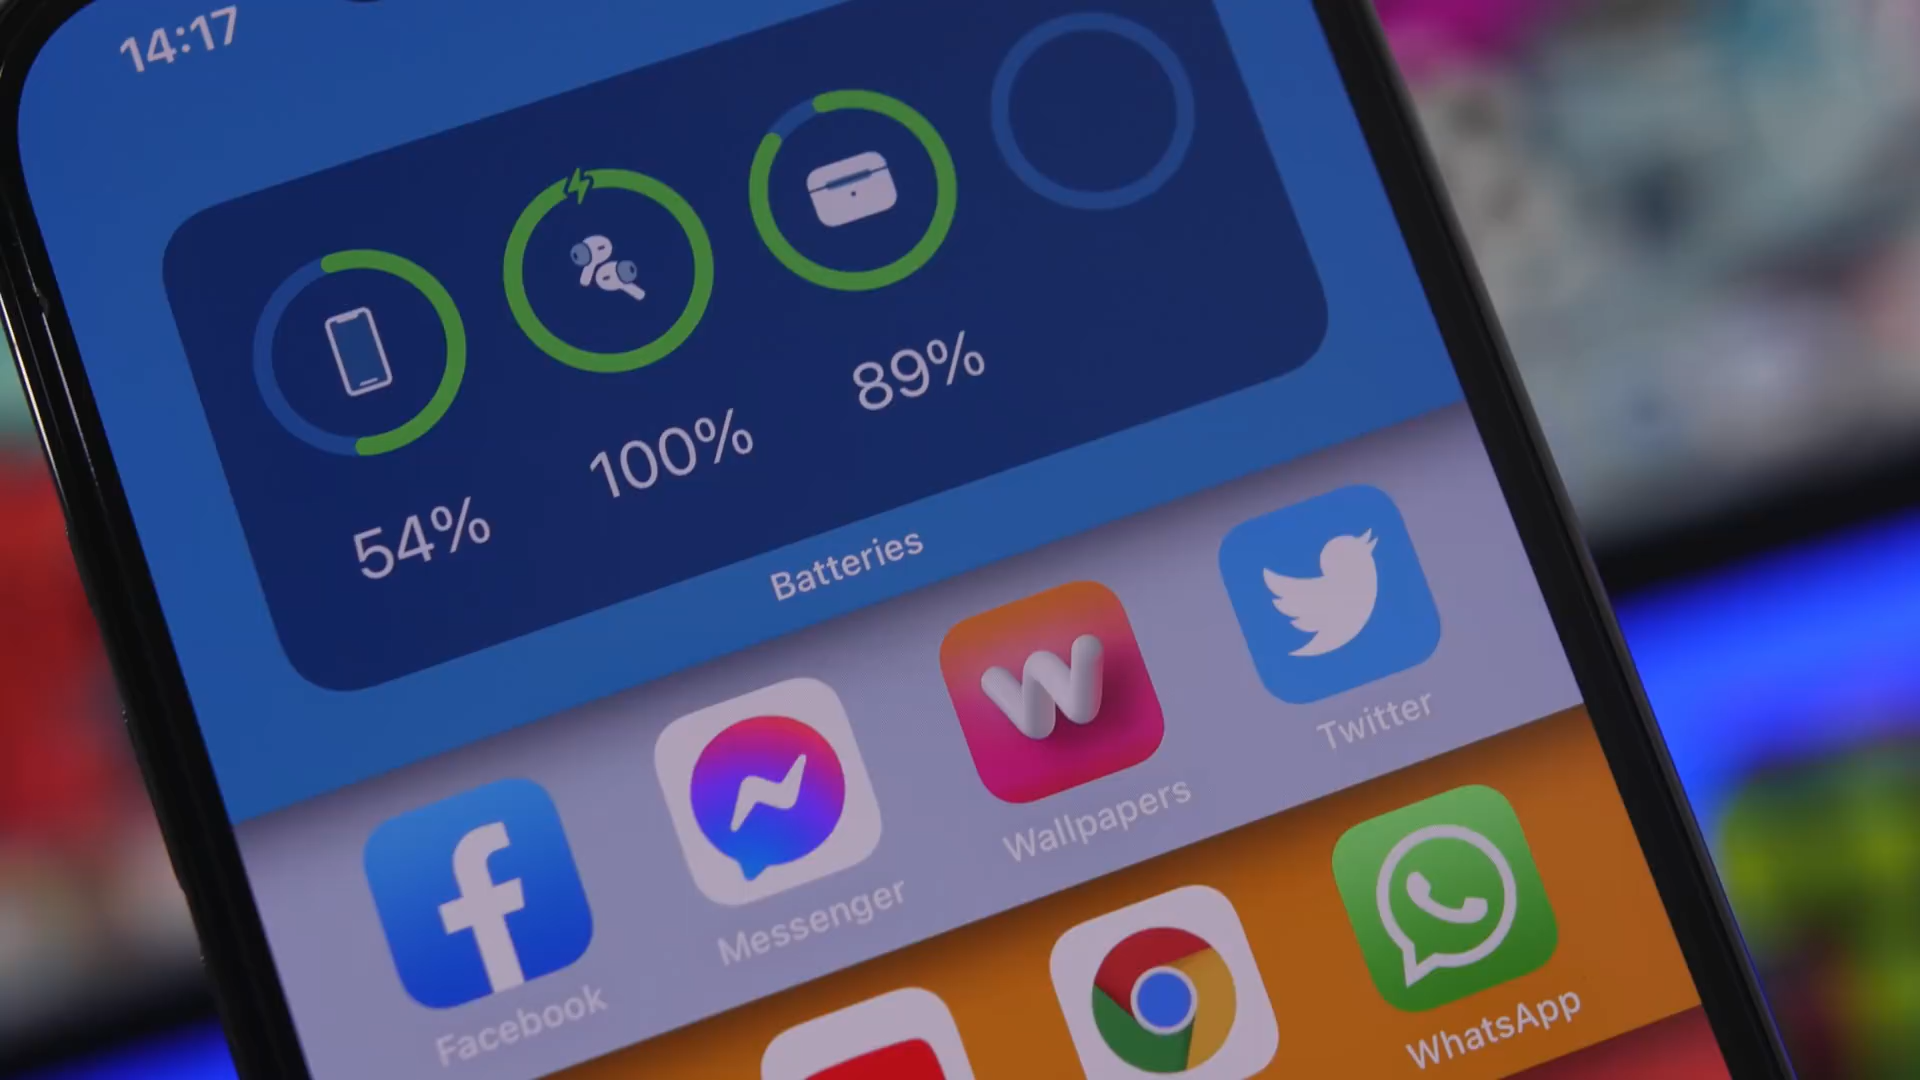 14:17
54%
100%
89%
Batteries
Facebook
Messenger
Wallpapers
Twitter
WhatsApp